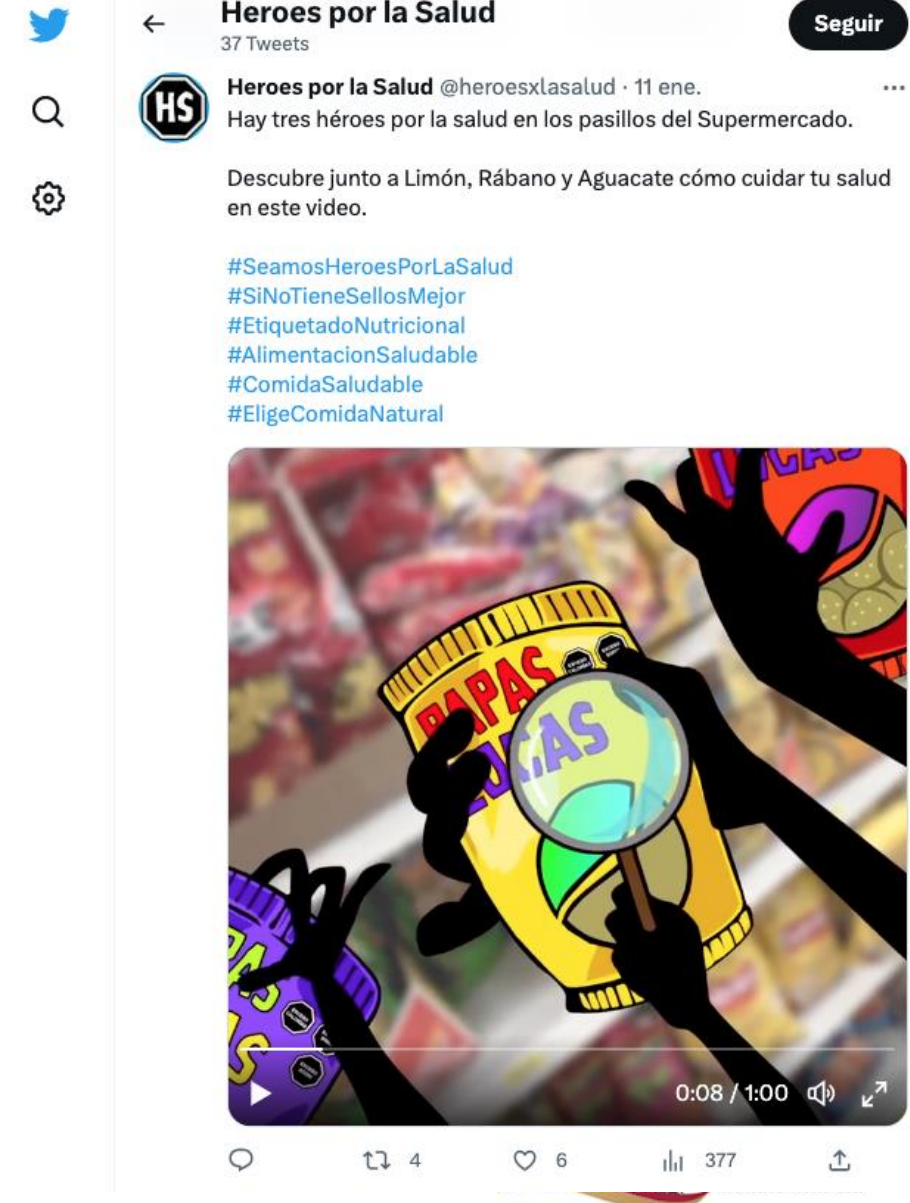 Heroes por la Salud
37 Tweets
Seguir
HS
Heroes por la Salud @heroesxlasalud · 11 ene.
Hay tres héroes por la salud en los pasillos del Supermercado.
Descubre junto a Limón, Rábano y Aguacate cómo cuidar tu salud
en este video.
#SeamosHeroesPorLaSalud
#SiNoTieneSellosMejor
#EtiquetadoNutricional
#AlimentacionSaludable
#ComidaSaludable
#EligeComidaNatural
PAPAS
0:08 / 1:00
4
6
377